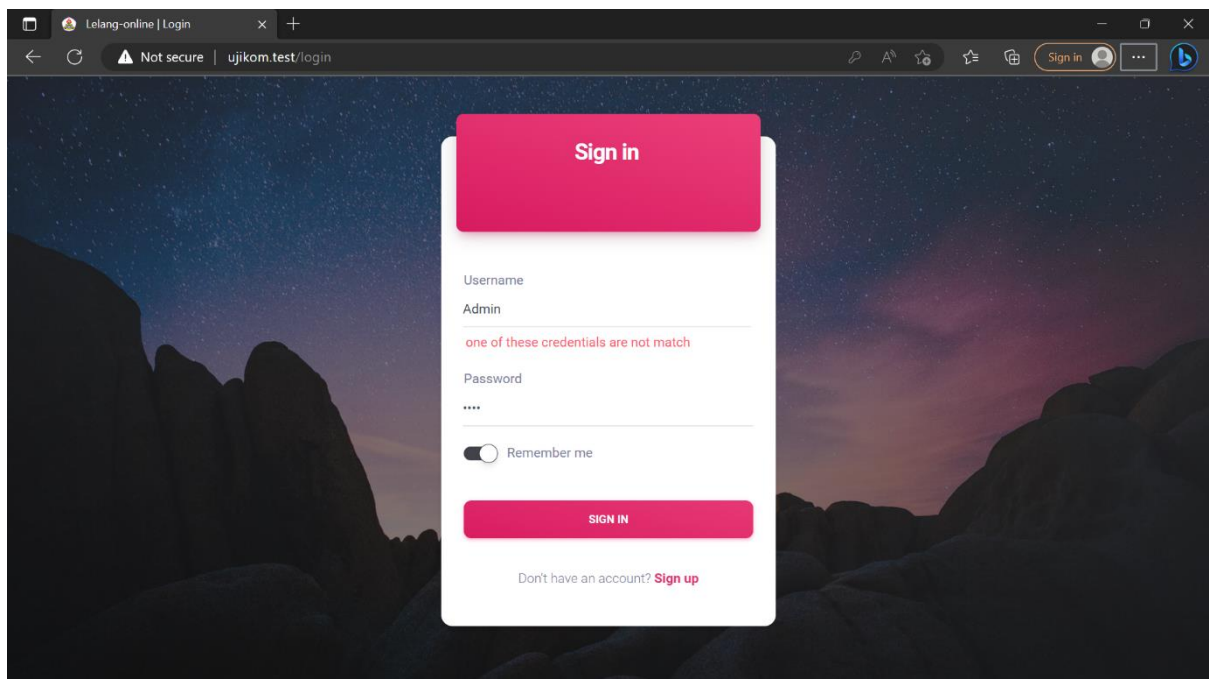 Lelang-online | Login
Not secure | ujikom.test/login
Sign in
Sign in
Username
Admin
one of these credentials are not match
Password
Remember me
SIGN IN
Don't have an account? Sign up